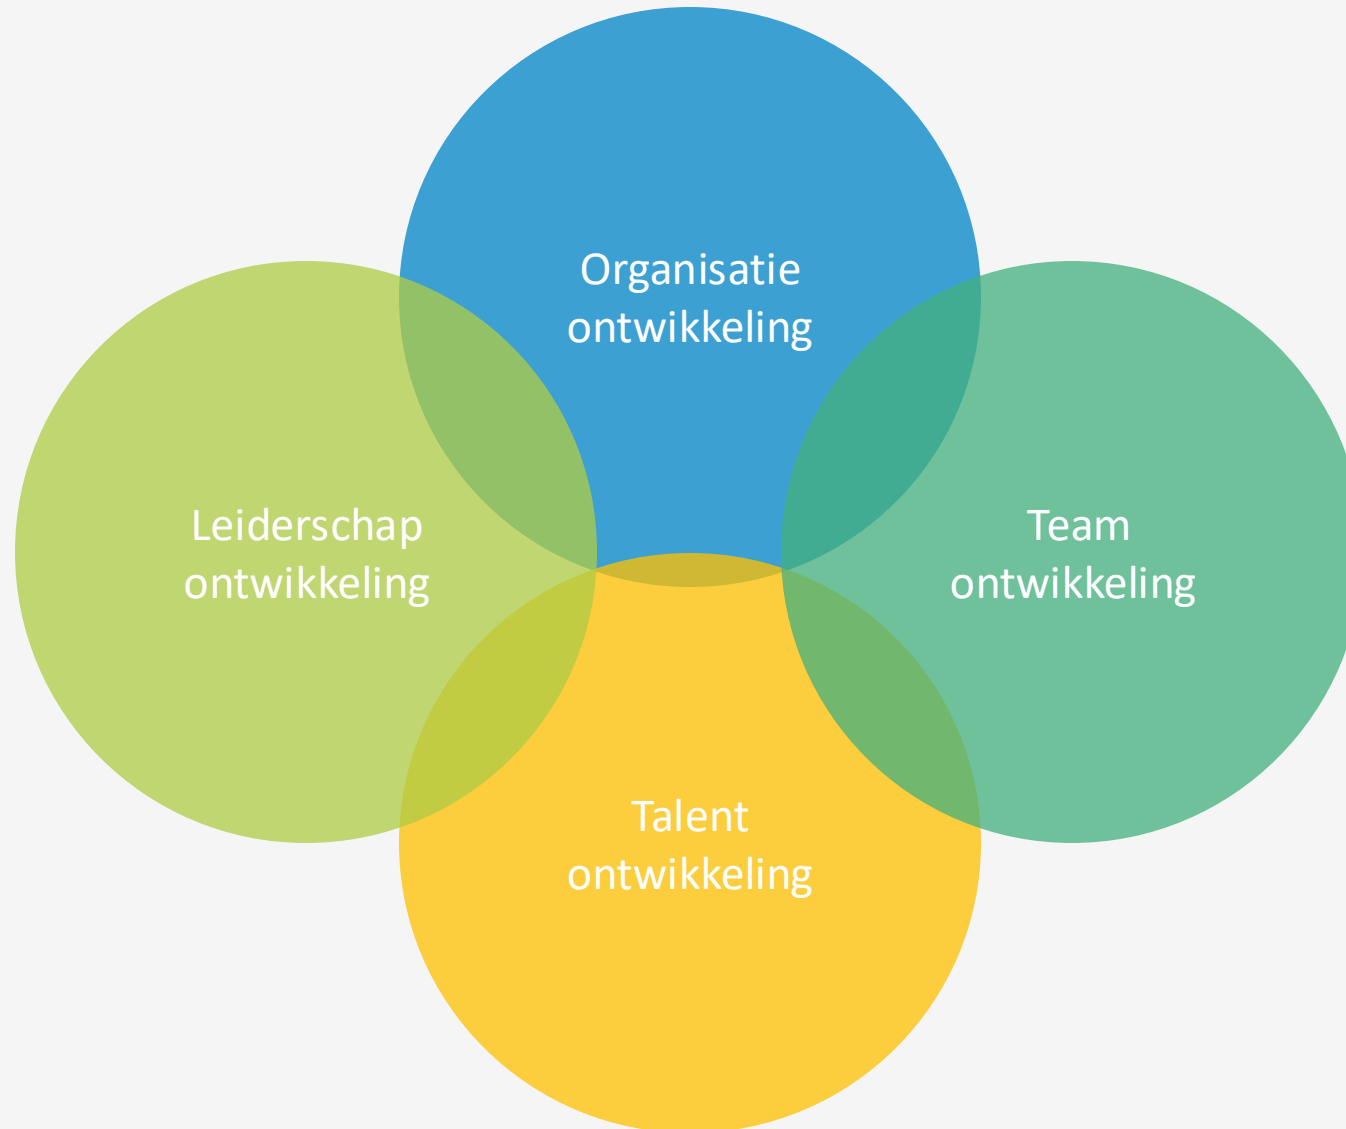 Organisatie
ontwikkeling
Leiderschap
ontwikkeling
Team
ontwikkeling
Talent
ontwikkeling